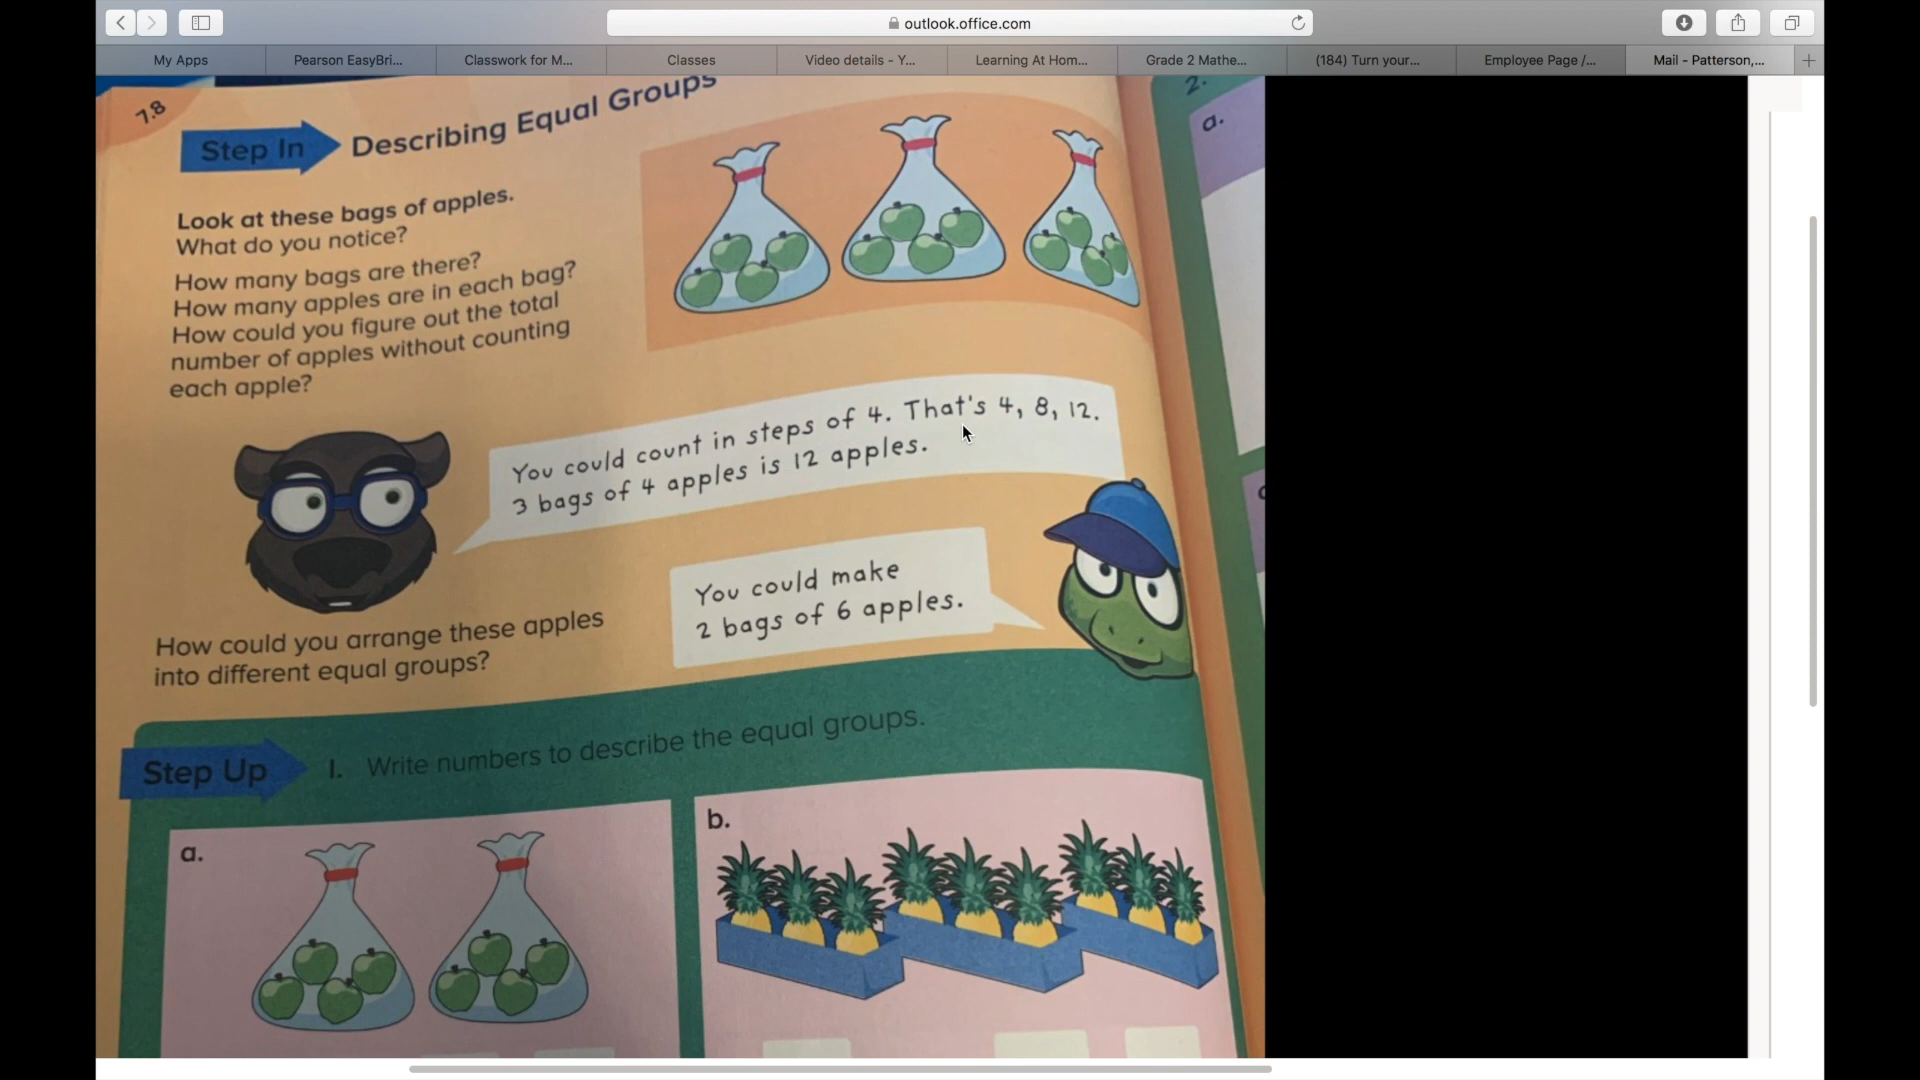 outlook.office.com
My Apps
Pearson EasyBri...
Classwork for M...
Classes
Video details - Y...
Learning At Hom...
Grade 2 Mathe...
(184) Turn your...
Employee Page /...
Mail - Patterson,...
7.8
Step In
Describing Equal Groups
Look at these bags of apples.
What do you notice?
How many bags are there?
How many apples are in each bag?
How could you figure out the total
number of apples without counting
each apple?
You could count in steps of 4. That's 4, 8, 12.
3 bags of 4 apples is 12 apples.
You could make
2 bags of 6 apples.
How could you arrange these apples
into different equal groups?
Step Up
1. Write numbers to describe the equal groups.
a.
b.
2.
a.